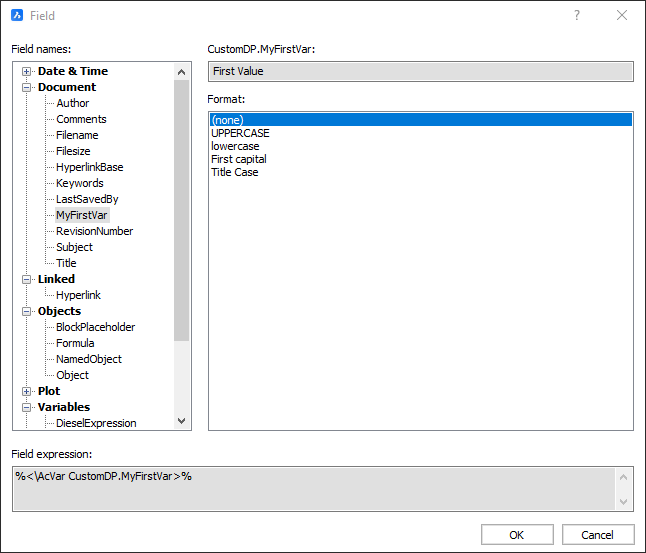 Field
?
Field names:
Date & Time
Document
Author
Comments
Filename
Filesize
HyperlinkBase
Keywords
LastSavedBy
MyFirstVar
RevisionNumber
Subject
Title
Linked
Hyperlink
Objects
BlockPlaceholder
Formula
NamedObject
Object
Plot
Variables
DieselExpression
CustomDP.MyFirstVar:
First Value
Format:
(none)
UPPERCASE
lowercase
First capital
Title Case
Field expression:
%<\AcVar CustomDP.MyFirstVar>%
OK
Cancel